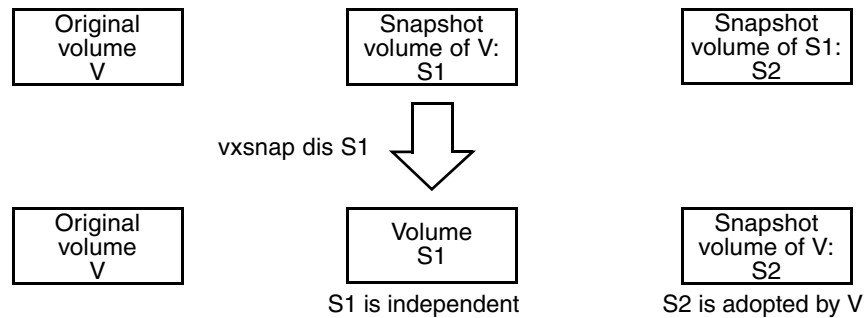 Original
volume
V
Snapshot
volume of V:
S1
Snapshot
volume of S1:
S2
vxsnap dis S1
Original
volume
V
Volume
S1
Snapshot
volume of V:
S2
S1 is independent
S2 is adopted by V